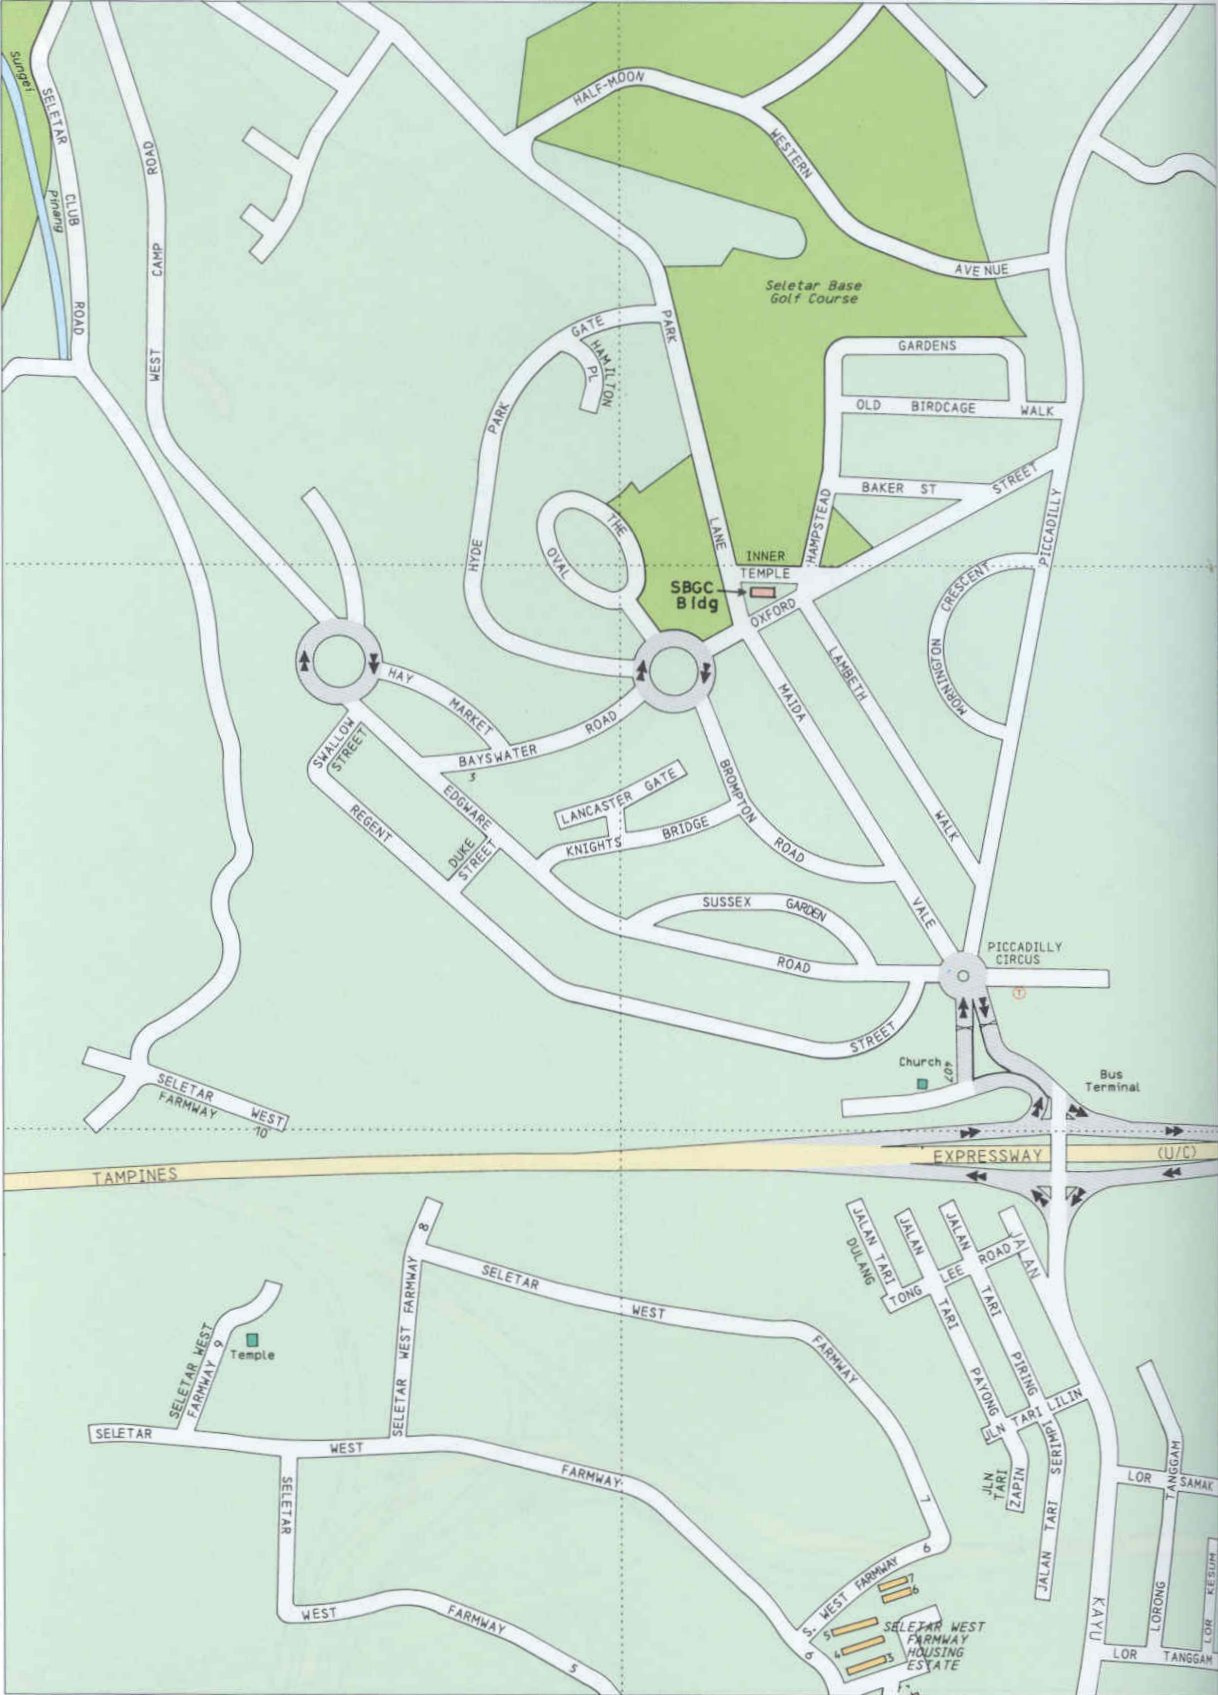 Sungei
Pinang
SELETAR CLUB ROAD
WEST CAMP ROAD
HALF-MOON
WESTERN AVENUE
Seletar Base
Golf Course
GARDENS
OLD BIRDCAGE WALK
BAKER ST
STREET
HAMPSTEAD
PICCADILLY
PARK LANE
GATE
HAMILTON
PL
PARK
HYDE
THE OVAL
INNER
TEMPLE
SBGC
Bldg
OXFORD
MORNINGTON CRESCENT
LAMBETH WALK
MAIDA VALE
HAY MARKET
BAYSWATER ROAD
3
SWALLOW
STREET
REGENT
EDGWARE
DUKE
STREET
LANCASTER GATE
KNIGHTS BRIDGE
BROMPTON ROAD
SUSSEX GARDEN
ROAD
STREET
PICCADILLY
CIRCUS
T
Church
407
Bus
Terminal
SELETAR WEST
FARMWAY
10
TAMPINES EXPRESSWAY (U/C)
8
SELETAR WEST FARMWAY
SELETAR WEST FARMWAY
7
SELETAR WEST
FARMWAY 9
Temple
SELETAR WEST FARMWAY
6
SELETAR WEST FARMWAY
5
S. WEST FARMWAY 6
7
6
5
4
3
SELETAR WEST
FARMWAY
HOUSING
ESTATE
JALAN TARI
DULANG
JALAN TARI PAYONG
JALAN TARI PIRING
TONG LEE ROAD
JALAN KAYU
JLN TARI LILIN
JLN
TARI
ZAPIN
JALAN TARI SERIMPI
LOR SAMAK
LORONG TANGGAM
LOR TANGGAM
LOR KESUM